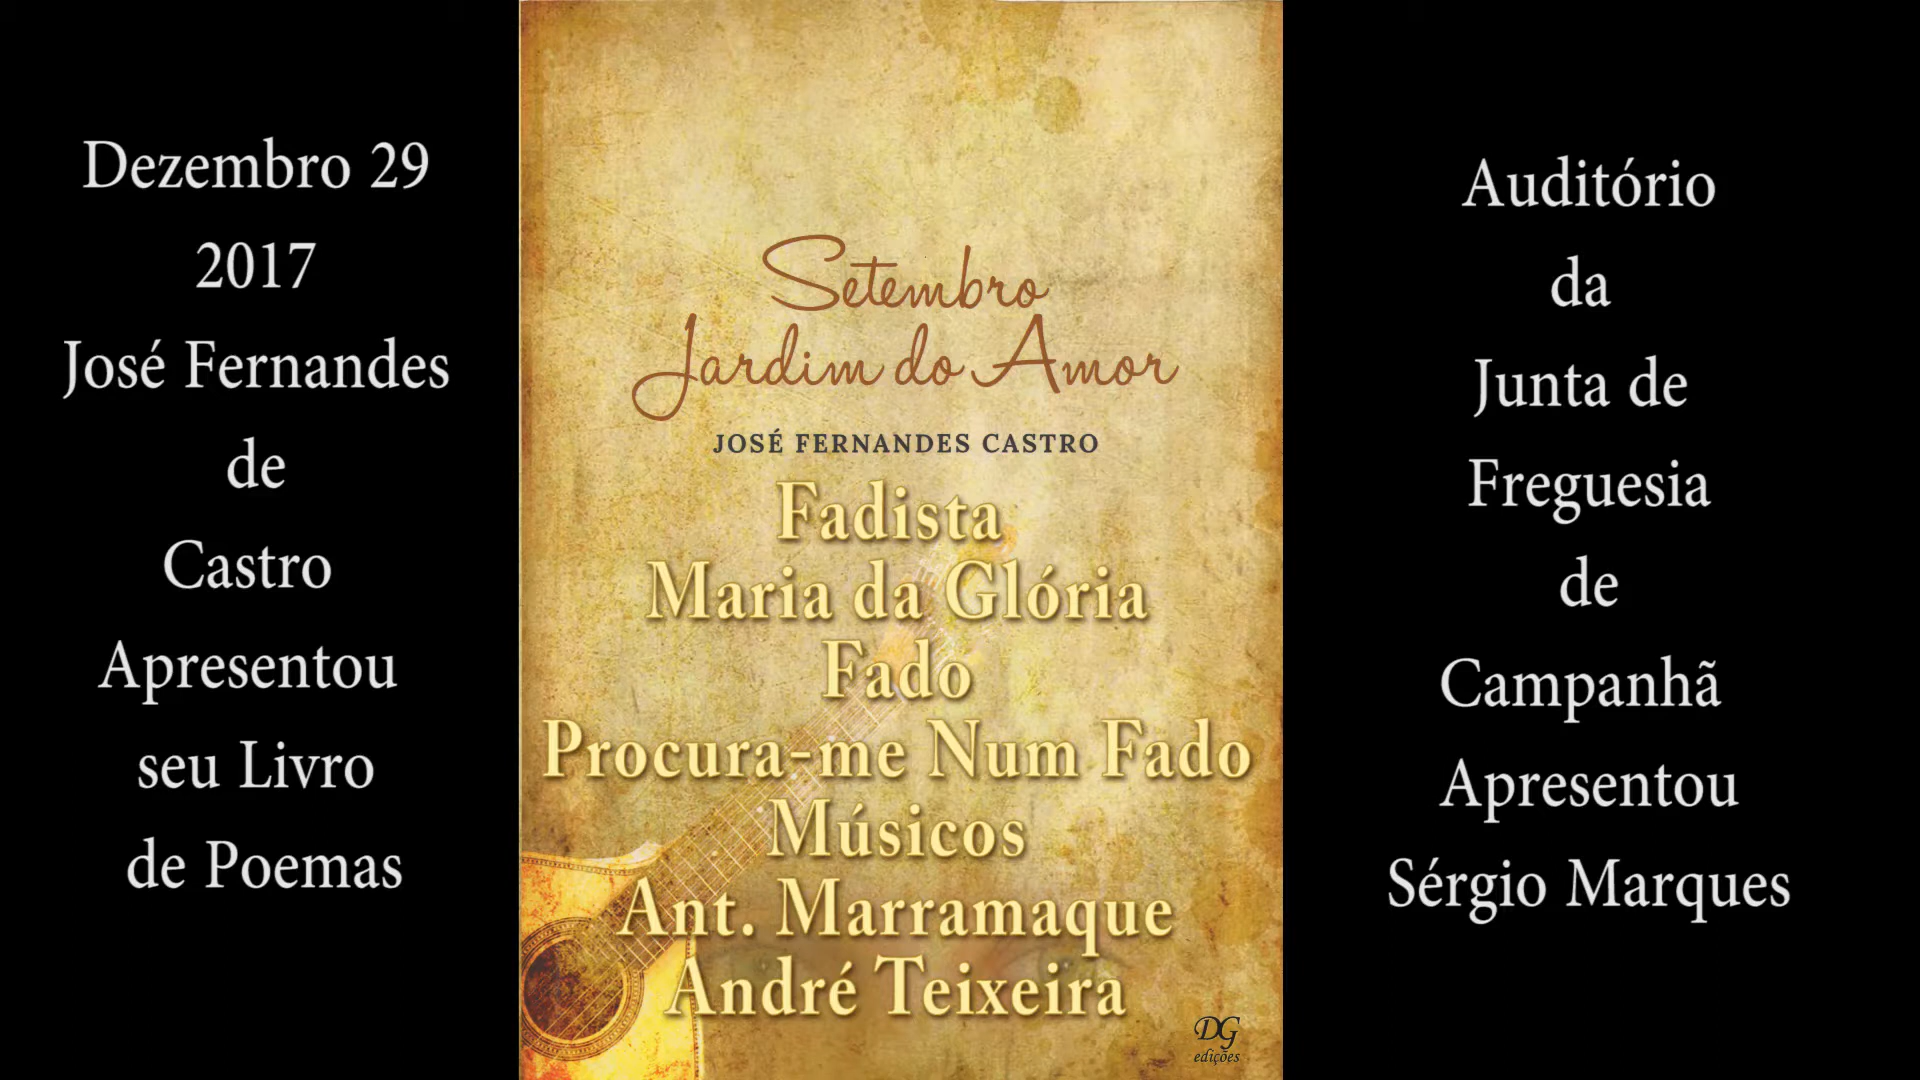 Dezembro 29
2017
José Fernandes
de
Castro
Apresentou
seu Livro
de Poemas
Setembro
Jardim do Amor
JOSÉ FERNANDES CASTRO
Fadista
Maria da Glória
Fado
Procura-me Num Fado
Músicos
Ant. Marramaque
André Teixeira
DG
edições
Auditório
da
Junta de
Freguesia
de
Campanhã
Apresentou
Sérgio Marques